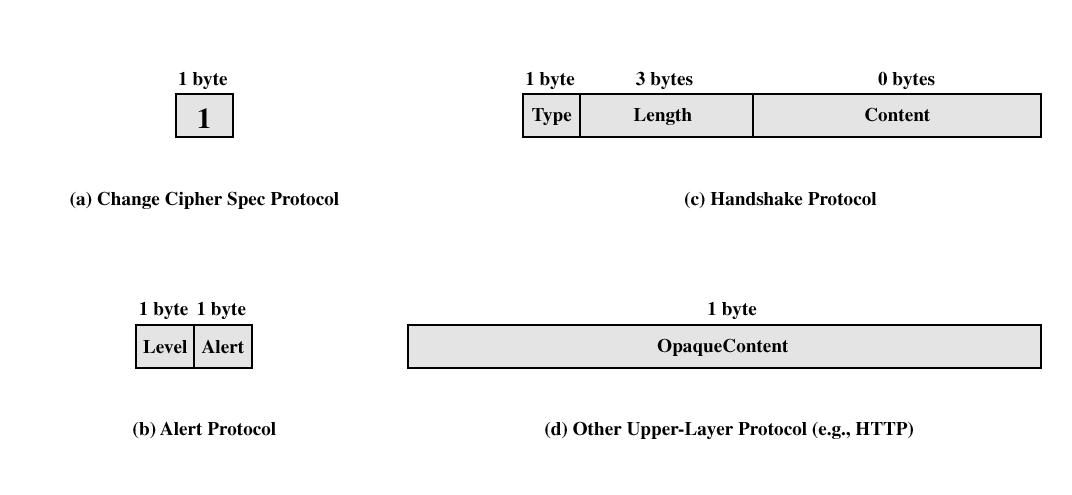 1 byte
1
(a) Change Cipher Spec Protocol
1 byte 3 bytes 0 bytes
Type Length Content
(c) Handshake Protocol
1 byte 1 byte
Level Alert
(b) Alert Protocol
1 byte
OpaqueContent
(d) Other Upper-Layer Protocol (e.g., HTTP)